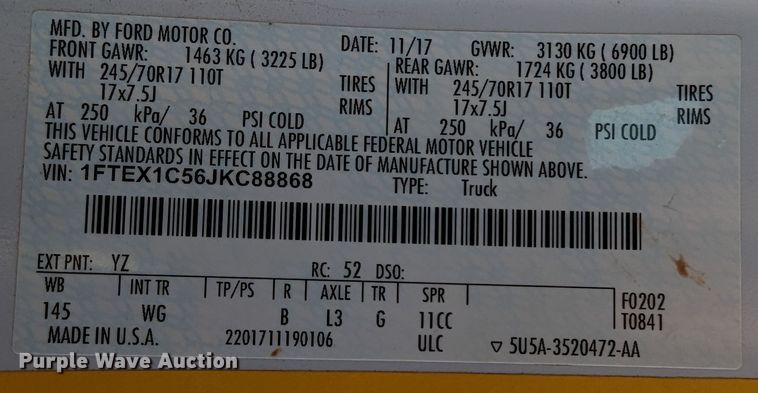 MFD. BY FORD MOTOR CO. DATE: 11/17 GVWR: 3130 KG ( 6900 LB)
FRONT GAWR: 1463 KG ( 3225 LB) REAR GAWR: 1724 KG ( 3800 LB)
WITH 245/70R17 110T TIRES WITH 245/70R17 110T TIRES
17x7.5J RIMS 17x7.5J RIMS
AT 250 kPa/ 36 PSI COLD AT 250 kPa/ 36 PSI COLD
THIS VEHICLE CONFORMS TO ALL APPLICABLE FEDERAL MOTOR VEHICLE
SAFETY STANDARDS IN EFFECT ON THE DATE OF MANUFACTURE SHOWN ABOVE.
VIN: 1FTEX1C56JKC88868 TYPE: Truck
EXT PNT: YZ RC: 52 DSO:
WB INT TR TP/PS R AXLE TR SPR F0202
145 WG B L3 G 11CC T0841
MADE IN U.S.A. 2201711190106 ULC ▽ 5U5A-3520472-AA
Purple Wave Auction